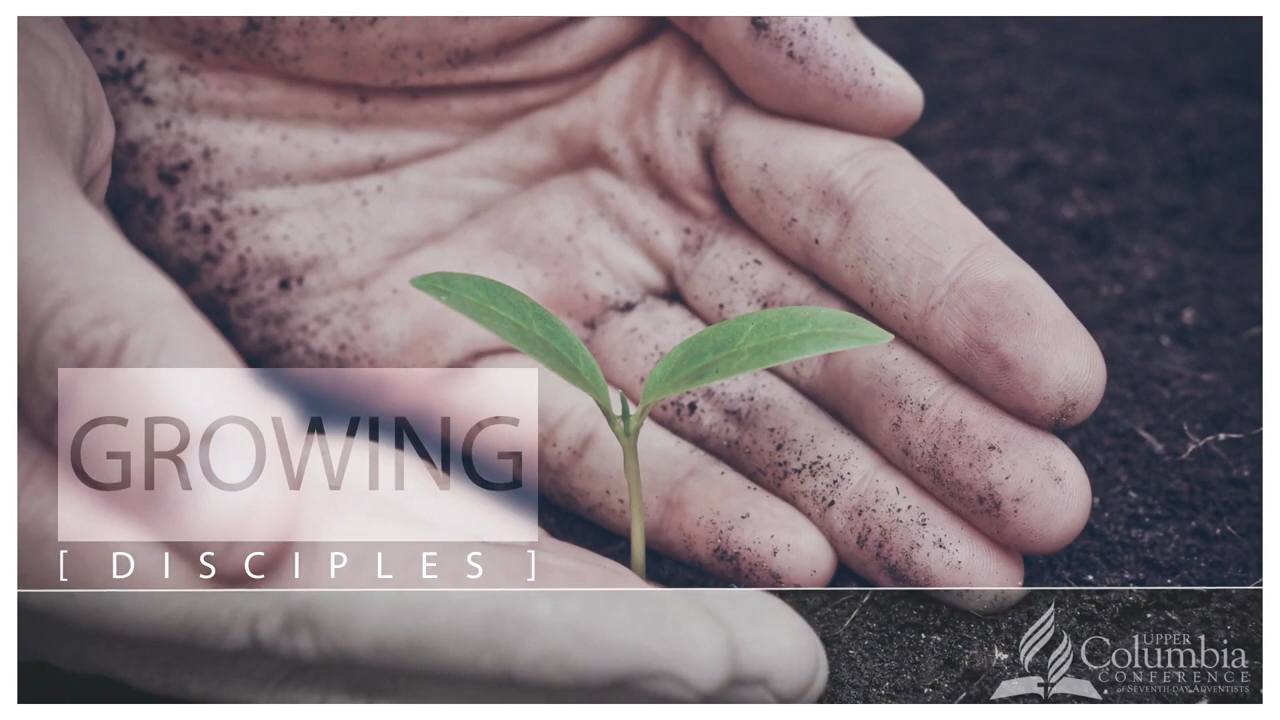 GROWING
[ DISCIPLES ]
UPPER
Columbia
CONFERENCE
of SEVENTH-DAY ADVENTISTS